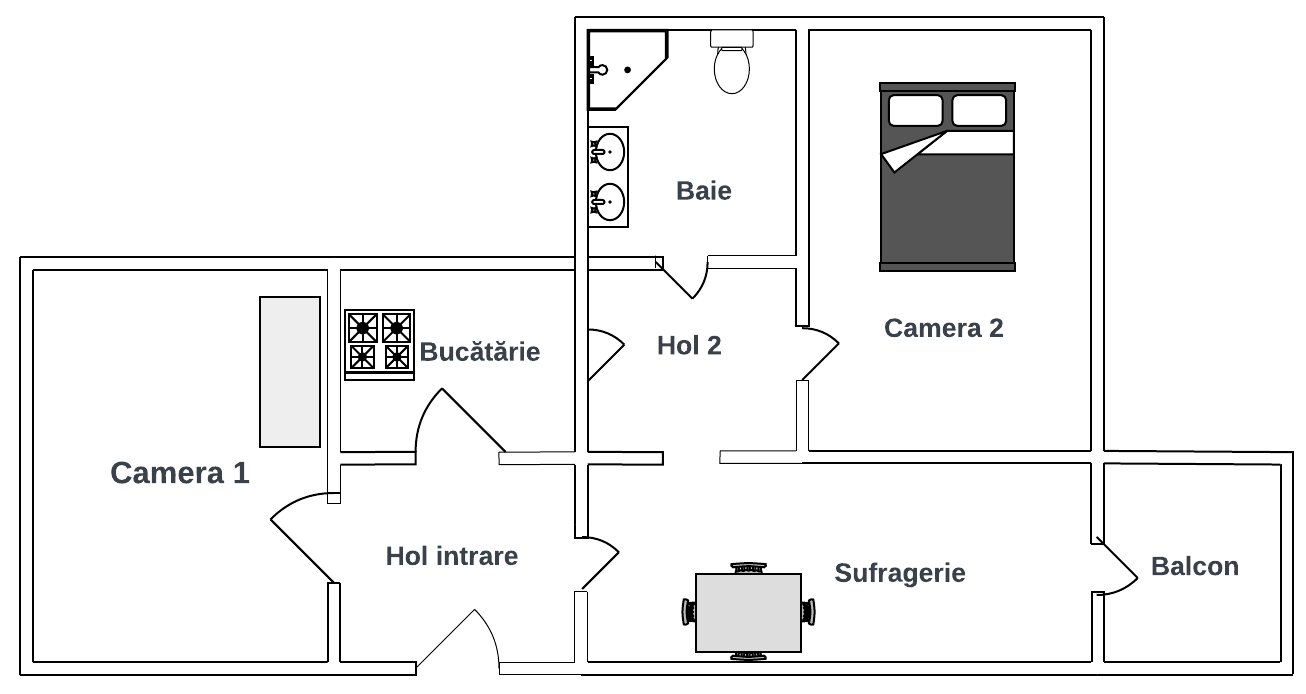 Baie
Camera 2
Hol 2
Bucătărie
Camera 1
Hol intrare
Sufragerie
Balcon